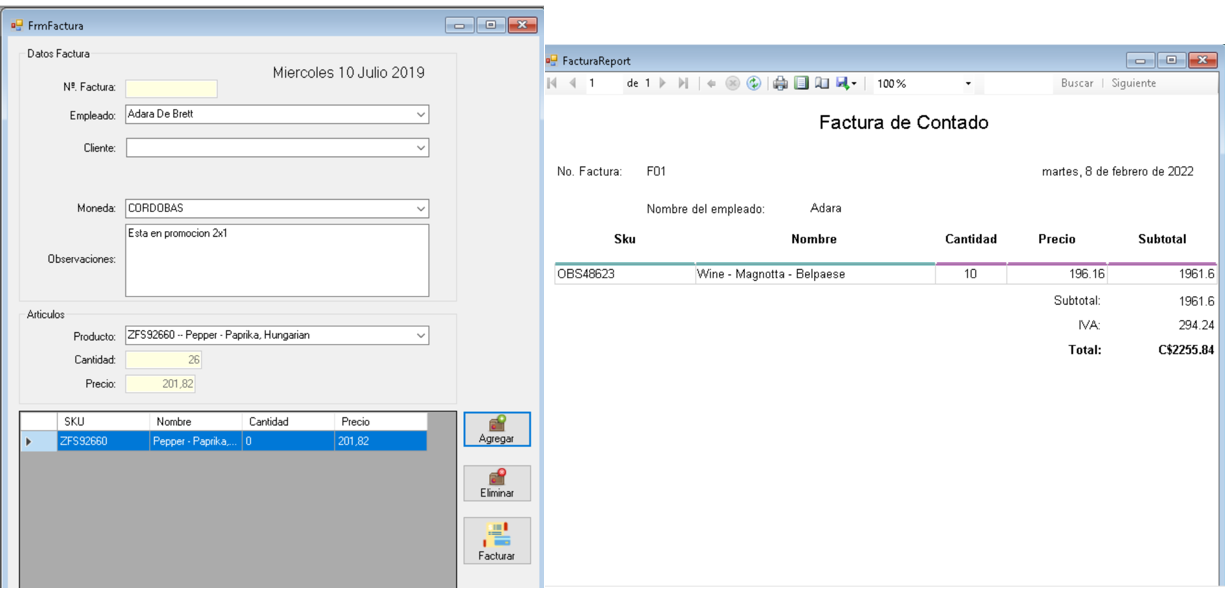 FrmFactura
Datos Factura
Miercoles 10 Julio 2019
Nª. Factura:
Empleado: Adara De Brett
Cliente:
Moneda: CORDOBAS
Observaciones: Esta en promocion 2x1
Articulos
Producto: ZFS92660 -- Pepper - Paprika, Hungarian
Cantidad: 26
Precio: 201,82
SKU Nombre Cantidad Precio
ZFS92660 Pepper - Paprika,... 0 201,82
Agregar
Eliminar
Facturar
FacturaReport
1 de 1 100% Buscar | Siguiente
Factura de Contado
No. Factura: F01 martes, 8 de febrero de 2022
Nombre del empleado: Adara
Sku Nombre Cantidad Precio Subtotal
OBS48623 Wine - Magnotta - Belpaese 10 196.16 1961.6
Subtotal: 1961.6
IVA: 294.24
Total: C$2255.84